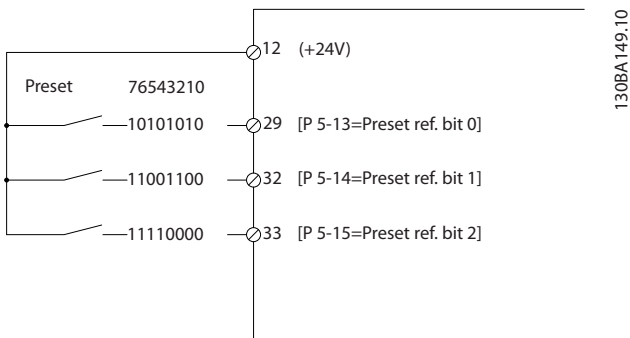 12 (+24V)
Preset 76543210
10101010 29 [P 5-13=Preset ref. bit 0]
11001100 32 [P 5-14=Preset ref. bit 1]
11110000 33 [P 5-15=Preset ref. bit 2]
130BA149.10